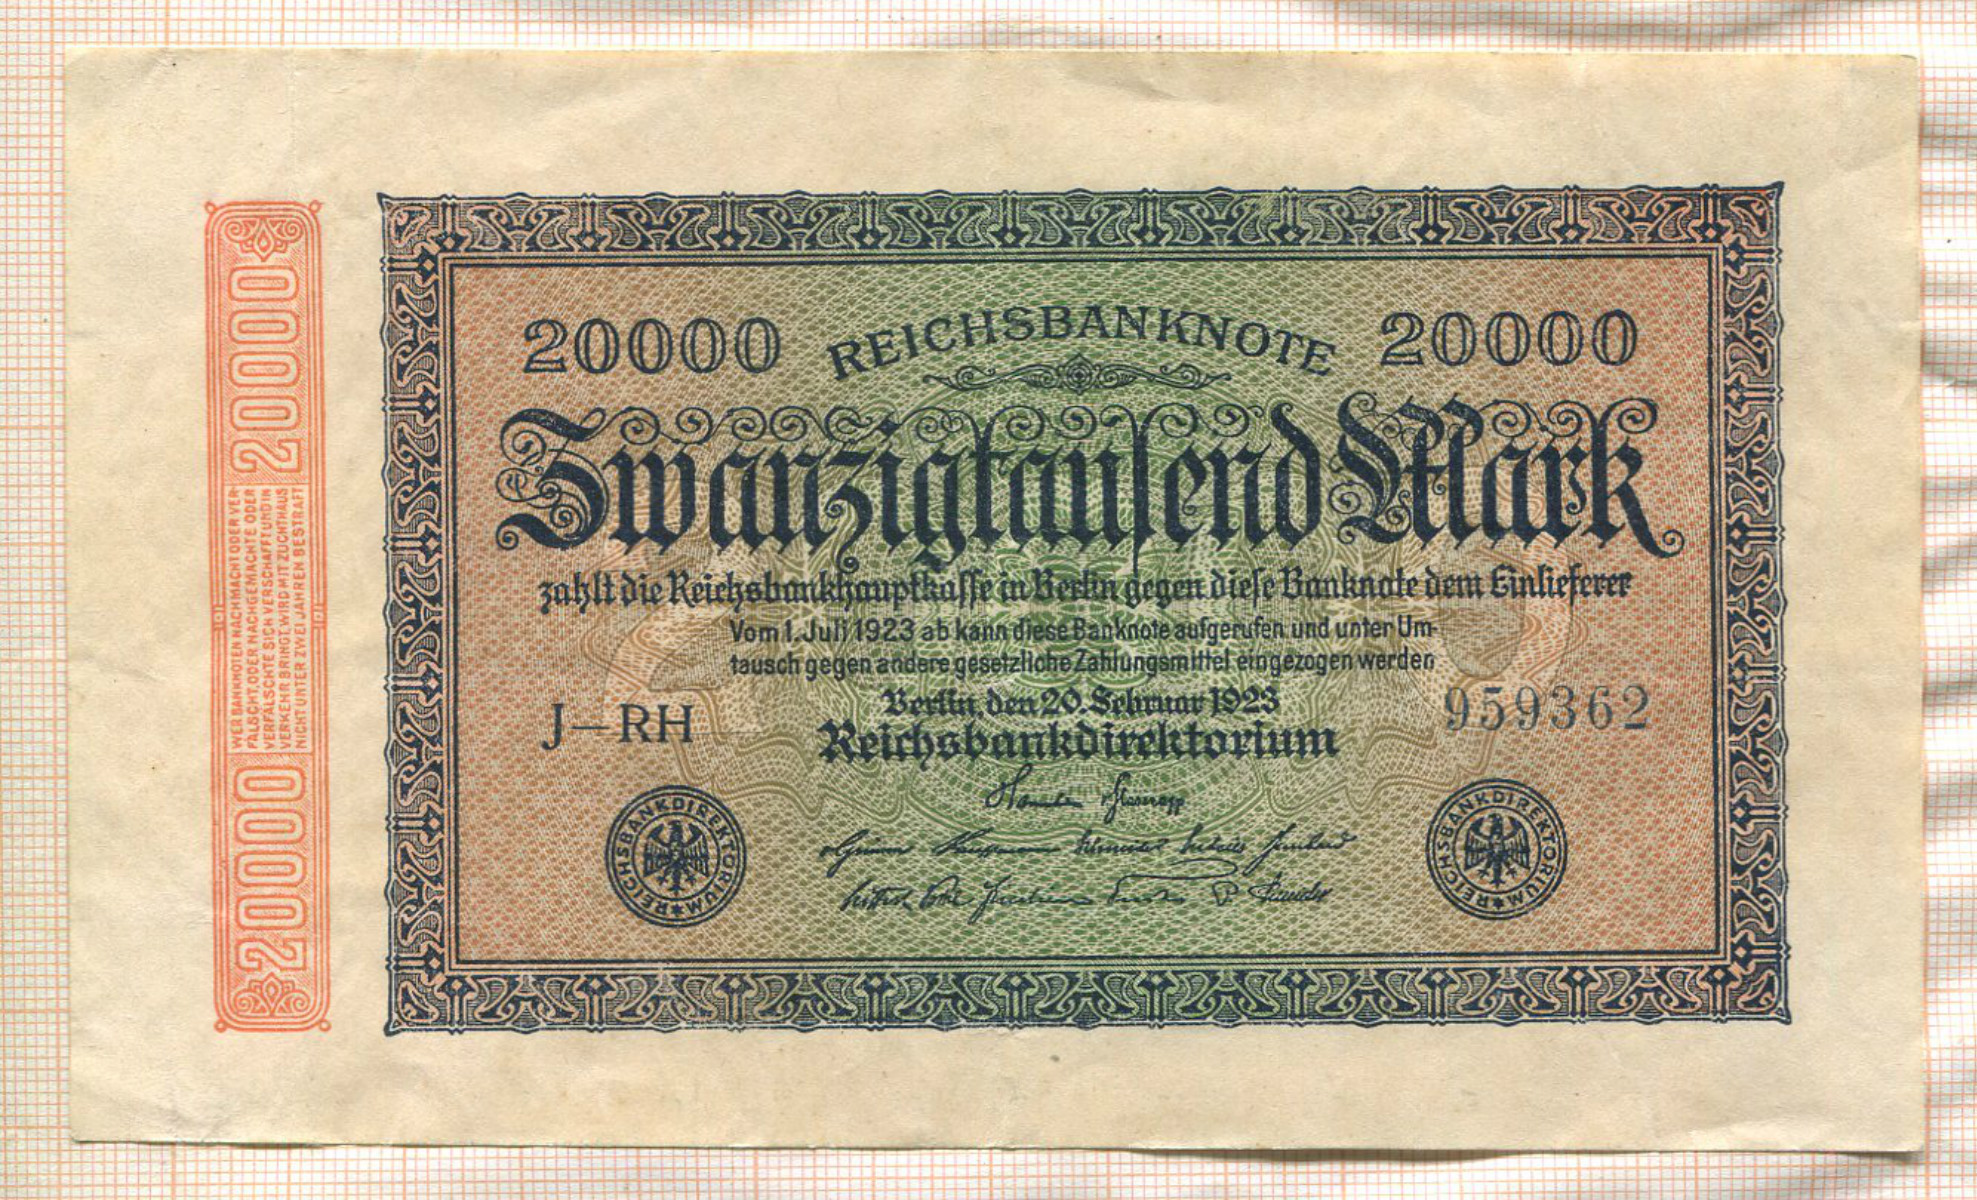 20000
WER BANKNOTEN NACHMACHT ODER VER-
FÄLSCHT, ODER NACHGEMACHTE ODER
VERFÄLSCHTE SICH VERSCHAFFT UND IN
VERKEHR BRINGT, WIRD MIT ZUCHTHAUS
NICHT UNTER ZWEI JAHREN BESTRAFT
20000
20000 REICHSBANKNOTE 20000
Zwanzigtausend Mark
zahlt die Reichsbankhauptkasse in Berlin gegen diese Banknote dem Einlieferer
Vom 1. Juli 1923 ab kann diese Banknote aufgerufen und unter Um-
tausch gegen andere gesetzliche Zahlungsmittel eingezogen werden
Berlin, den 20. Februar 1923
J–RH 959362
Reichsbankdirektorium
REICHSBANKDIREKTORIUM
REICHSBANKDIREKTORIUM